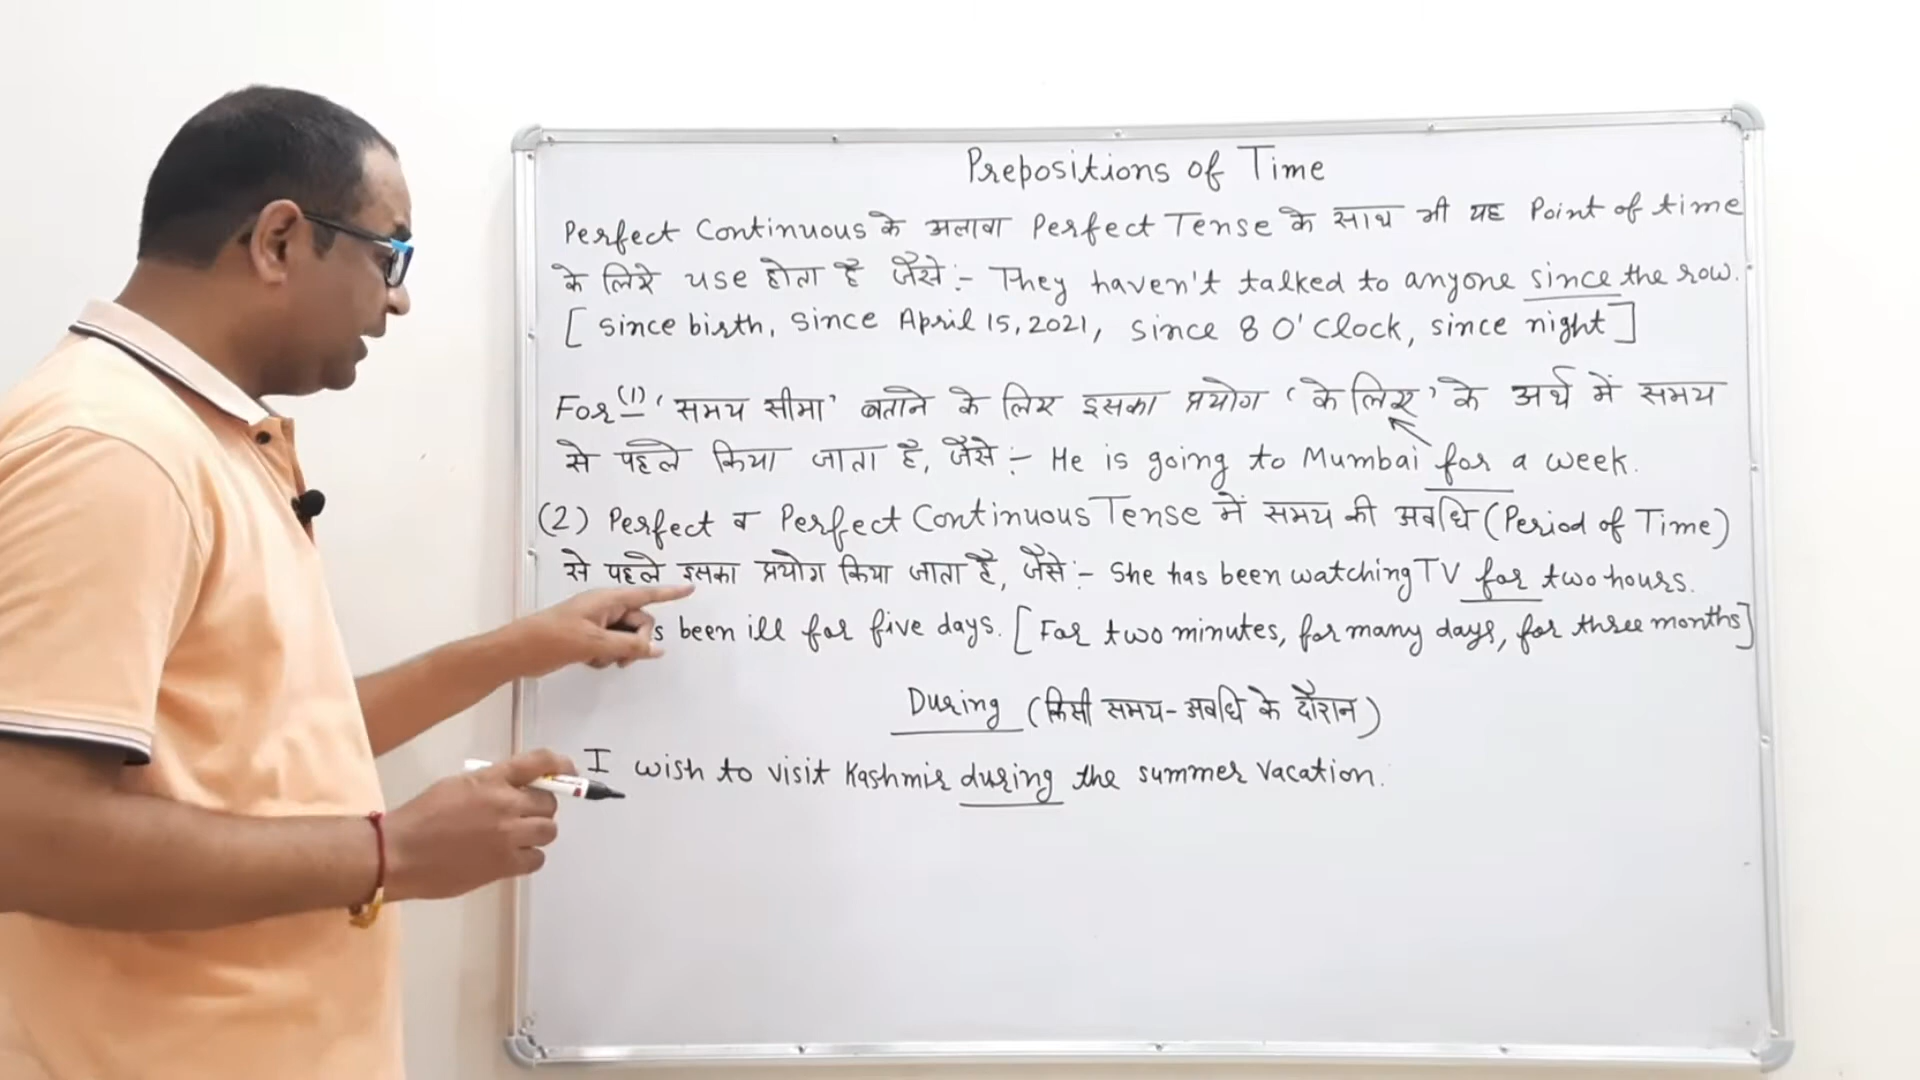 Prepositions of Time
Perfect Continuous के अलावा Perfect Tense के साथ भी यह Point of time
के लिये use होता है जैसे:- They haven't talked to anyone since the row.
[ since birth, since April 15, 2021, since 8 O'Clock, since night ]
For (1) 'समय सीमा' बताने के लिए इसका प्रयोग 'के लिए' के अर्थ में समय
से पहले किया जाता है, जैसे:- He is going to Mumbai for a week.
(2) Perfect व Perfect Continuous Tense में समय की अवधि (Period of Time)
से पहले इसका प्रयोग किया जाता है, जैसे:- She has been watching TV for two hours.
been ill for five days. [For two minutes, for many days, for three months]
During (किसी समय-अवधि के दौरान)
I wish to visit Kashmir during the summer vacation.